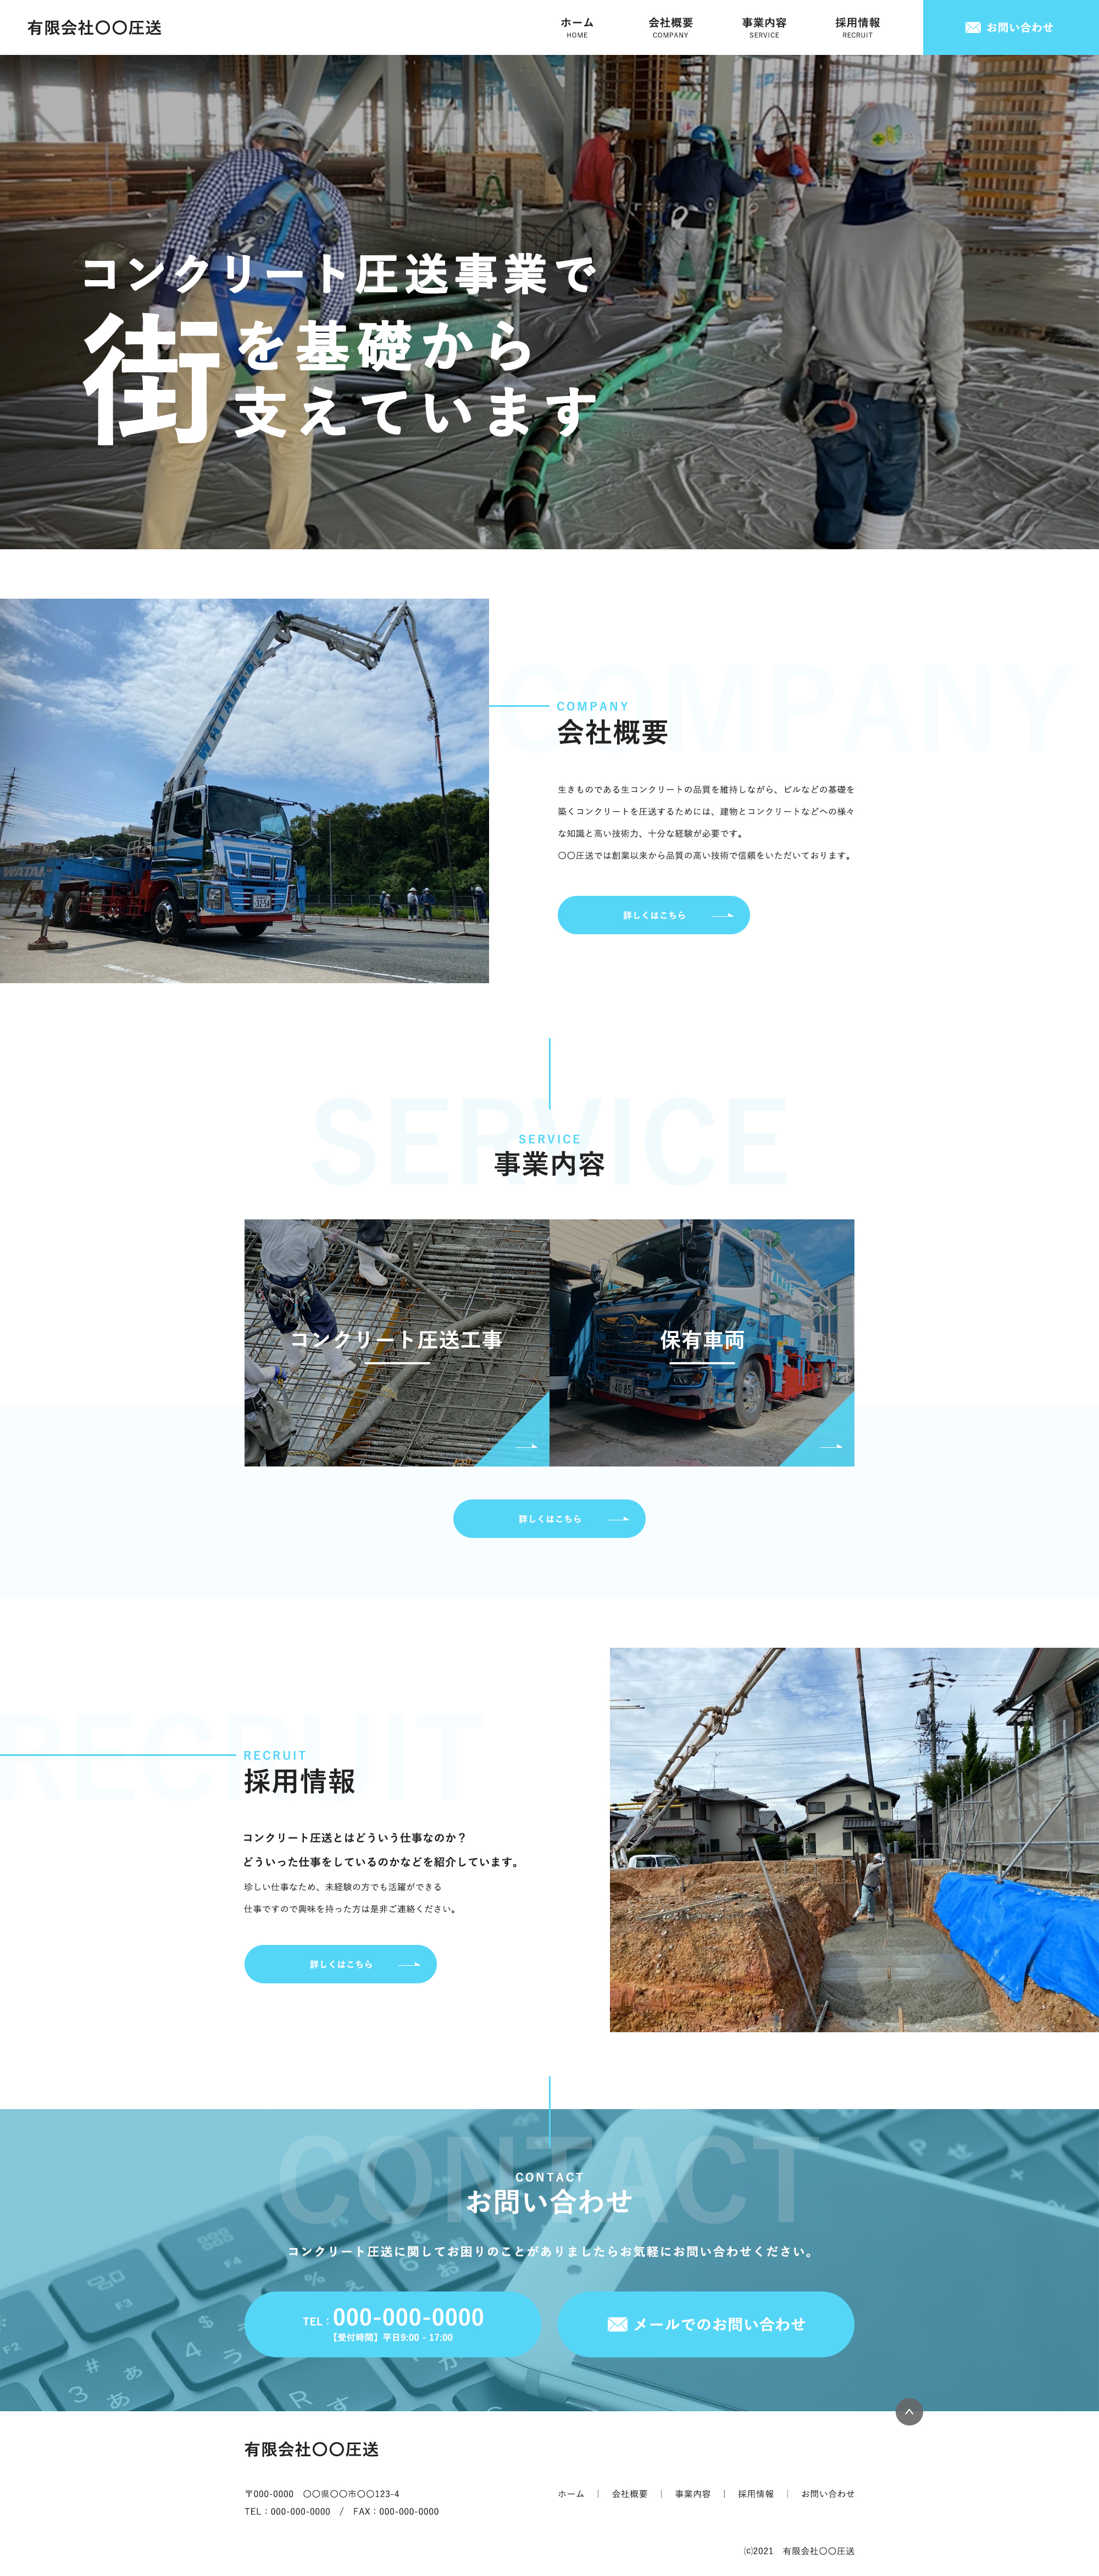 有限会社〇〇圧送
ホーム
HOME
会社概要
COMPANY
事業内容
SERVICE
採用情報
RECRUIT
お問い合わせ
コンクリート圧送事業で
街を基礎から
支えています
COMPANY
COMPANY
会社概要
生きものである生コンクリートの品質を維持しながら、ビルなどの基礎を
築くコンクリートを圧送するためには、建物とコンクリートなどへの様々
な知識と高い技術力、十分な経験が必要です。
〇〇圧送では創業以来から品質の高い技術で信頼をいただいております。
詳しくはこちら
SERVICE
SERVICE
事業内容
コンクリート圧送工事
保有車両
詳しくはこちら
RECRUIT
RECRUIT
採用情報
コンクリート圧送とはどういう仕事なのか？
どういった仕事をしているのかなどを紹介しています。
珍しい仕事なため、未経験の方でも活躍ができる
仕事ですので興味を持った方は是非ご連絡ください。
詳しくはこちら
CONTACT
CONTACT
お問い合わせ
コンクリート圧送に関してお困りのことがありましたらお気軽にお問い合わせください。
TEL：000-000-0000
【受付時間】平日9:00 - 17:00
メールでのお問い合わせ
有限会社〇〇圧送
〒000-0000　〇〇県〇〇市〇〇123-4
TEL：000-000-0000　/　FAX：000-000-0000
ホーム ｜ 会社概要 ｜ 事業内容 ｜ 採用情報 ｜ お問い合わせ
(c)2021　有限会社〇〇圧送